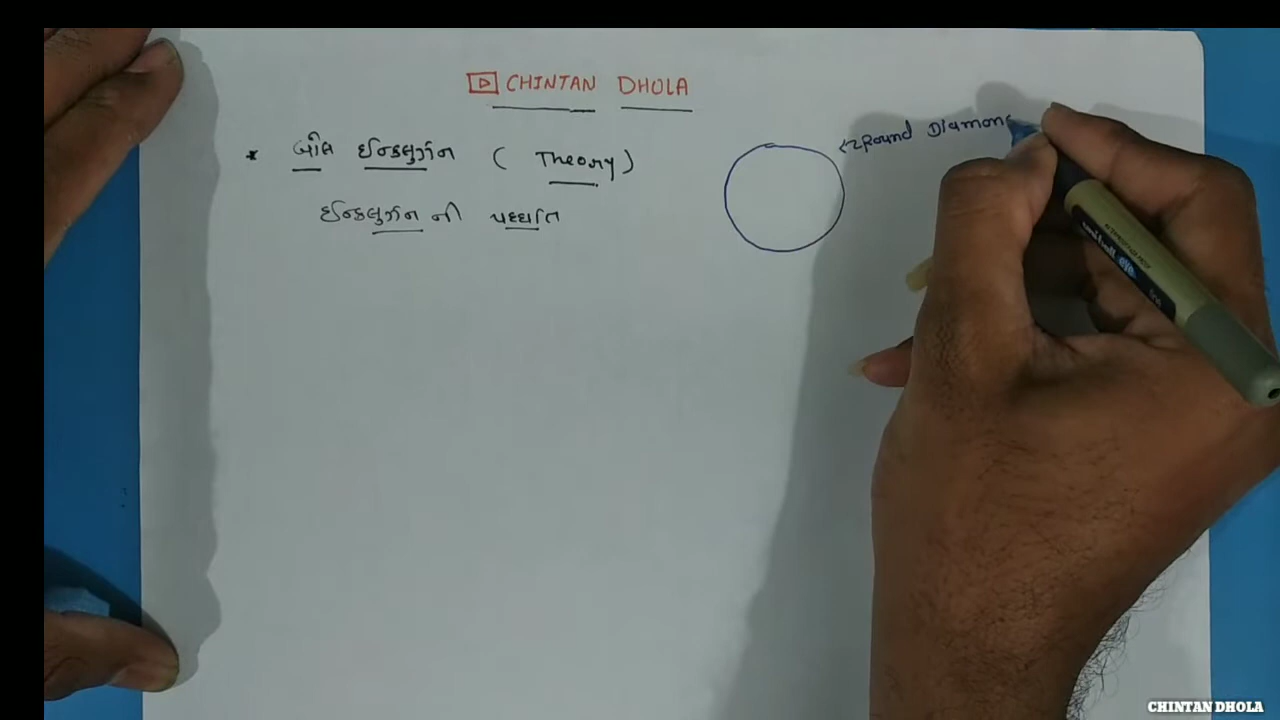 CHINTAN DHOLA
* બીલ ઈન્કલુઝન ( Theory )
ઈન્કલુઝન ની પધ્ધતિ
Round Diamond
CHINTAN DHOLA